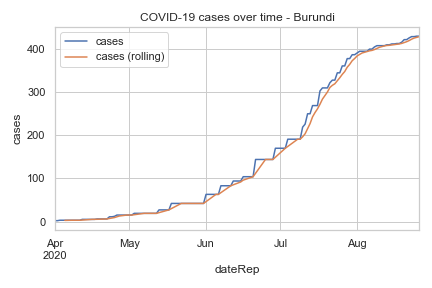 COVID-19 cases over time - Burundi
cases
cases (rolling)
400
300
200
100
0
cases
Apr
2020
May
Jun
Jul
Aug
dateRep